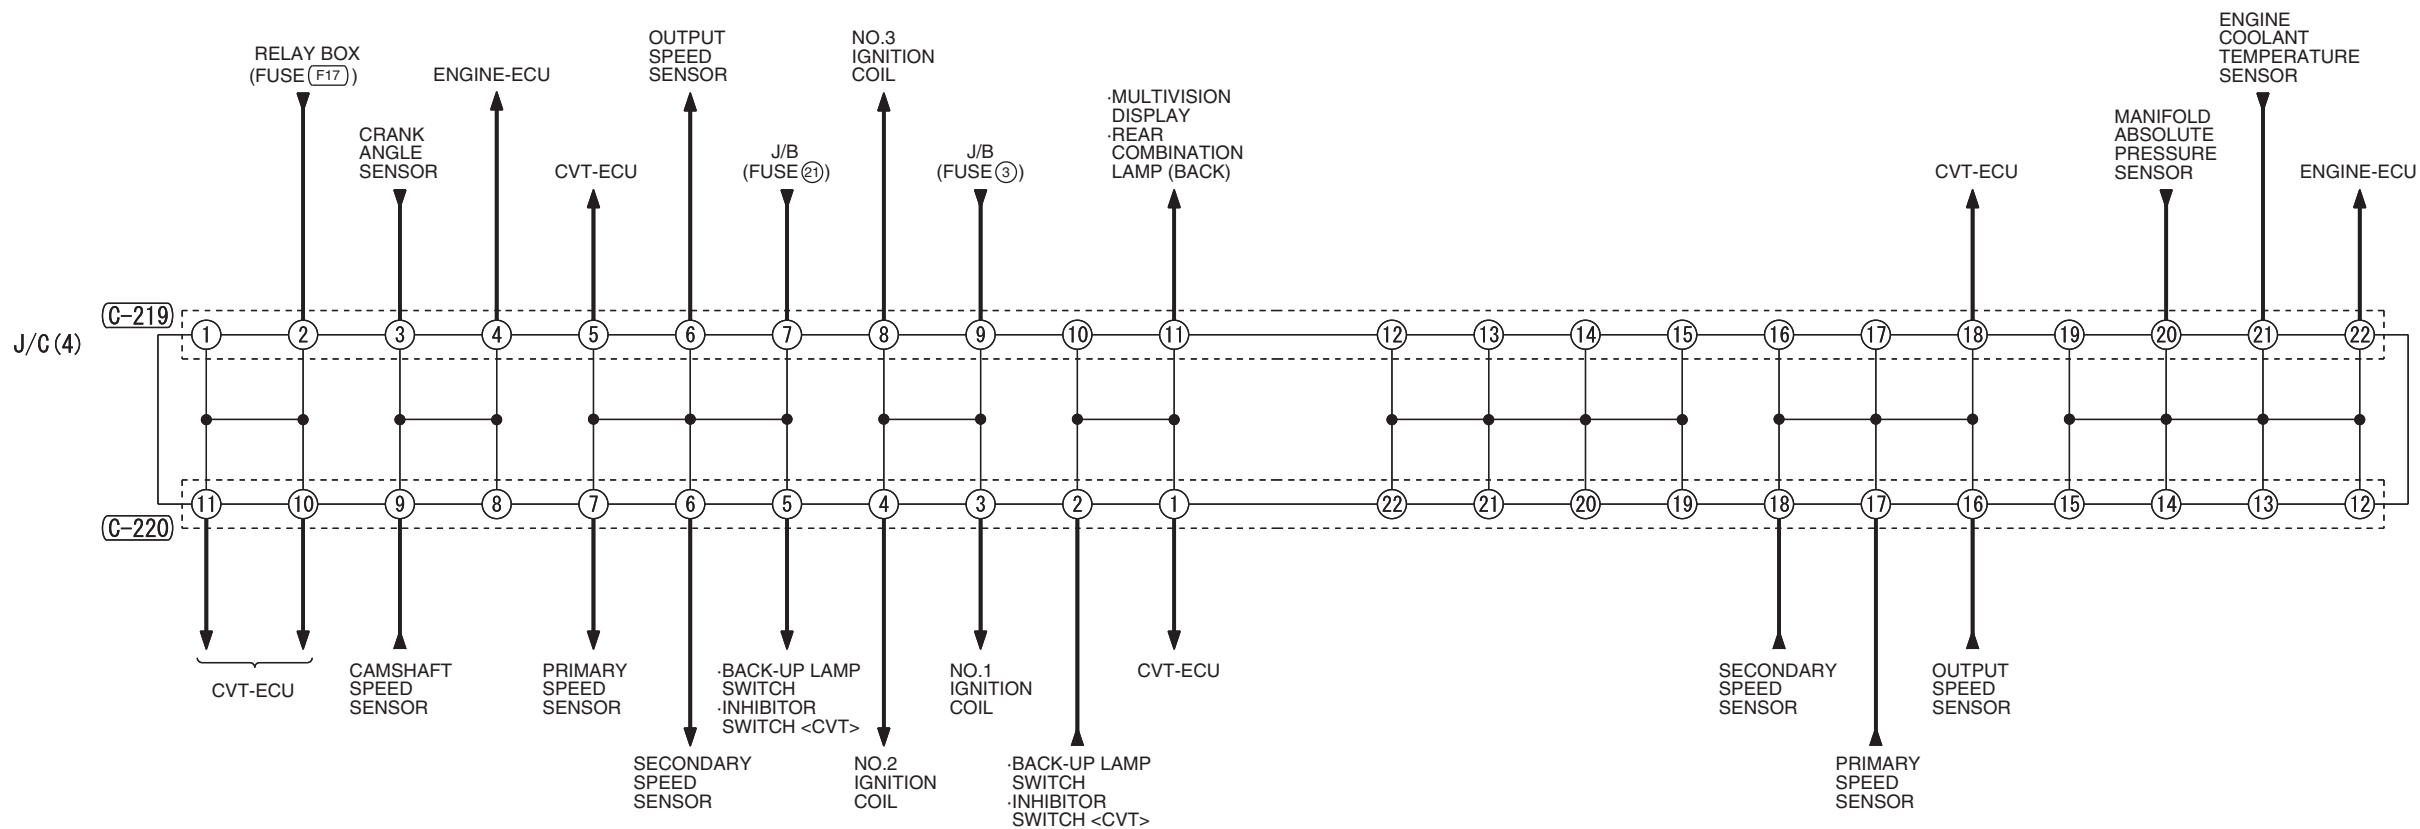 ENGINE
COOLANT
TEMPERATURE
SENSOR
OUTPUT
SPEED
SENSOR
NO.3
IGNITION
COIL
RELAY BOX
(FUSE F17)
ENGINE-ECU
·MULTIVISION
DISPLAY
·REAR
COMBINATION
LAMP (BACK)
MANIFOLD
ABSOLUTE
PRESSURE
SENSOR
CRANK
ANGLE
SENSOR
CVT-ECU
J/B
(FUSE 21)
J/B
(FUSE 3)
CVT-ECU
ENGINE-ECU
C-219
J/C(4)
1 2 3 4 5 6 7 8 9 10 11 12 13 14 15 16 17 18 19 20 21 22
11 10 9 8 7 6 5 4 3 2 1 22 21 20 19 18 17 16 15 14 13 12
C-220
CVT-ECU
CAMSHAFT
SPEED
SENSOR
PRIMARY
SPEED
SENSOR
·BACK-UP LAMP
SWITCH
·INHIBITOR
SWITCH <CVT>
NO.1
IGNITION
COIL
CVT-ECU
SECONDARY
SPEED
SENSOR
OUTPUT
SPEED
SENSOR
SECONDARY
SPEED
SENSOR
NO.2
IGNITION
COIL
·BACK-UP LAMP
SWITCH
·INHIBITOR
SWITCH <CVT>
PRIMARY
SPEED
SENSOR